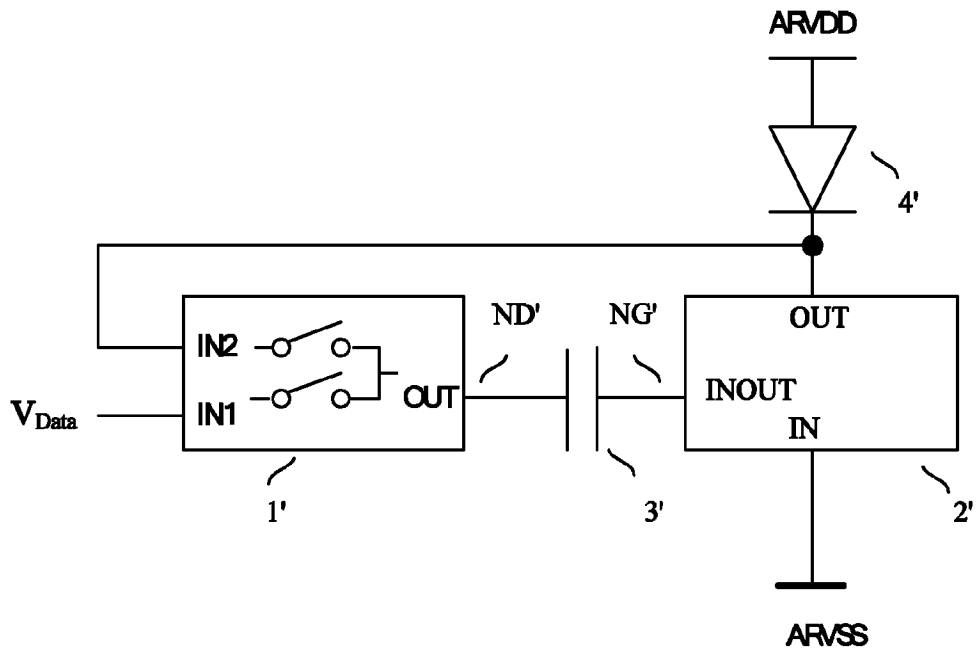 ARVDD
4'
ND'
NG'
OUT
IN2
INOUT
OUT
IN1
IN
VData
1'
3'
2'
ARVSS